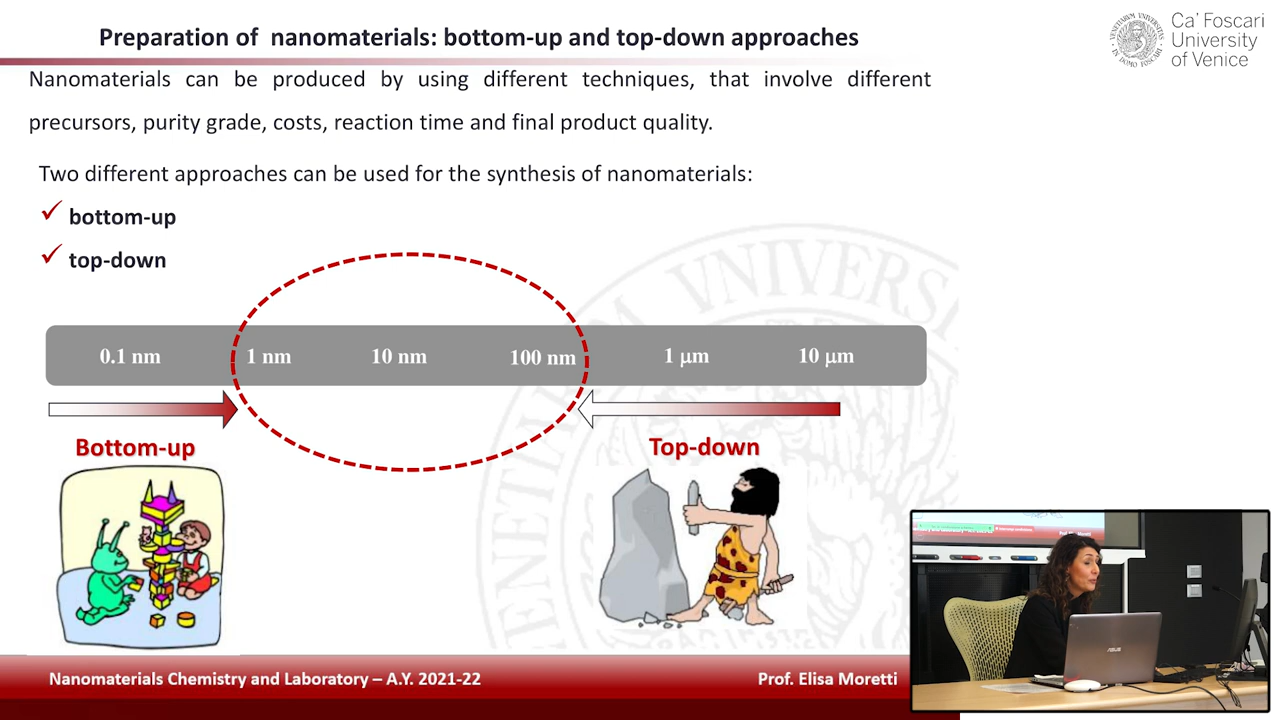 Preparation of nanomaterials: bottom-up and top-down approaches
Ca' Foscari
University
of Venice
Nanomaterials can be produced by using different techniques, that involve different
precursors, purity grade, costs, reaction time and final product quality.
Two different approaches can be used for the synthesis of nanomaterials:
✓ bottom-up
✓ top-down
0.1 nm 1 nm 10 nm 100 nm 1 μm 10 μm
Bottom-up
Top-down
Nanomaterials Chemistry and Laboratory – A.Y. 2021-22
Prof. Elisa Moretti
ASUS